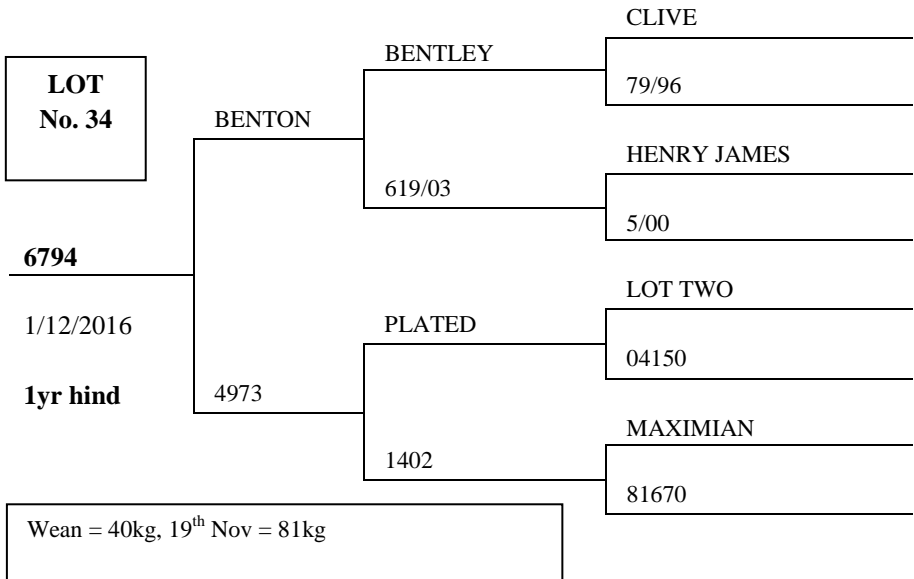 LOT
No. 34
6794
1/12/2016
1yr hind
BENTON
4973
BENTLEY
619/03
PLATED
1402
CLIVE
79/96
HENRY JAMES
5/00
LOT TWO
04150
MAXIMIAN
81670
Wean = 40kg, 19th Nov = 81kg